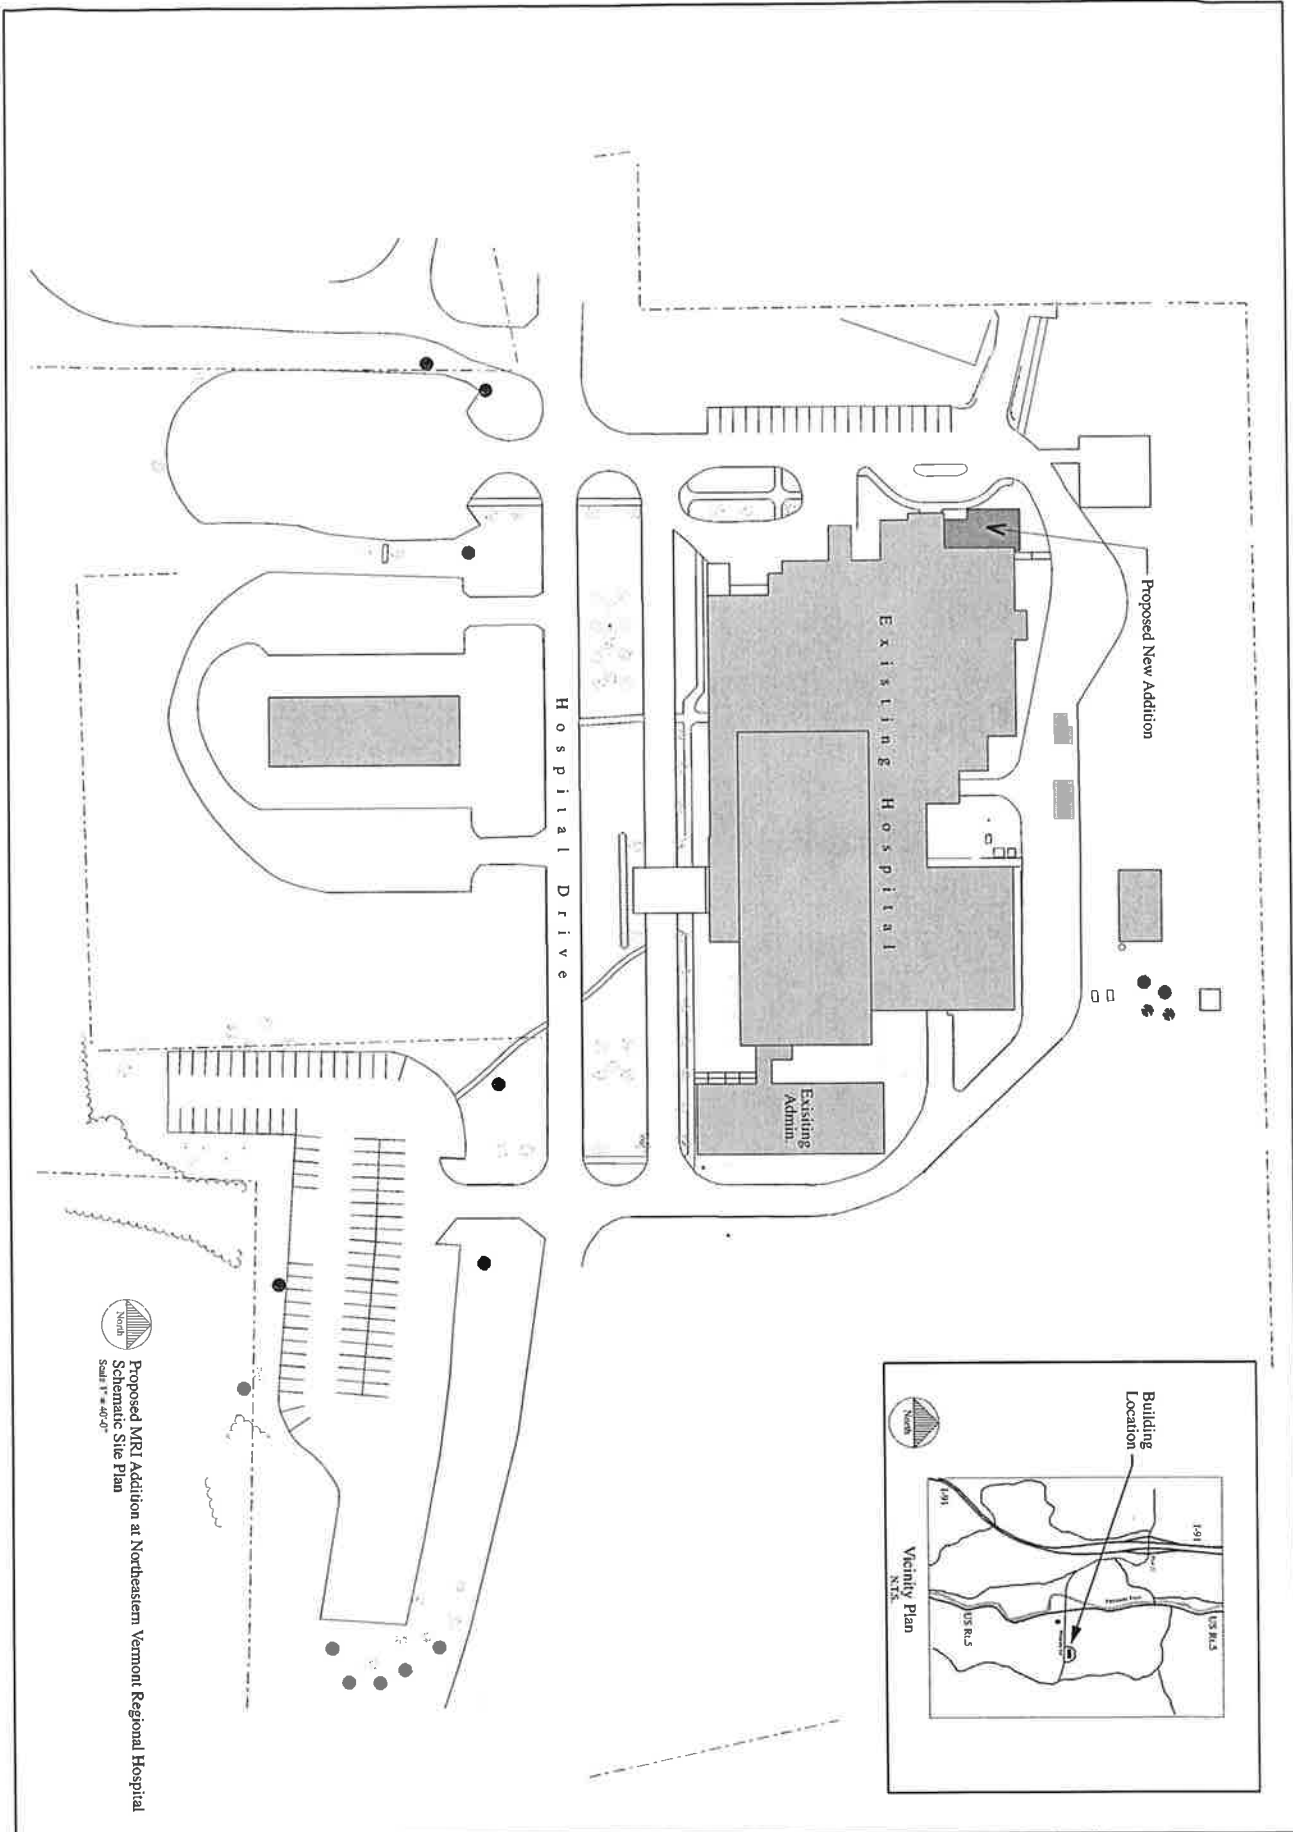 Proposed New Addition
Existing Hospital
Exisiting
Admin.
Hospital Drive
Building
Location
North
I-91
I-91
US Rt.5
US Rt.5
Vicinity Plan
N.T.S.
North
Proposed MRI Addition at Northeastern Vermont Regional Hospital
Schematic Site Plan
Scale 1" = 40'-0"